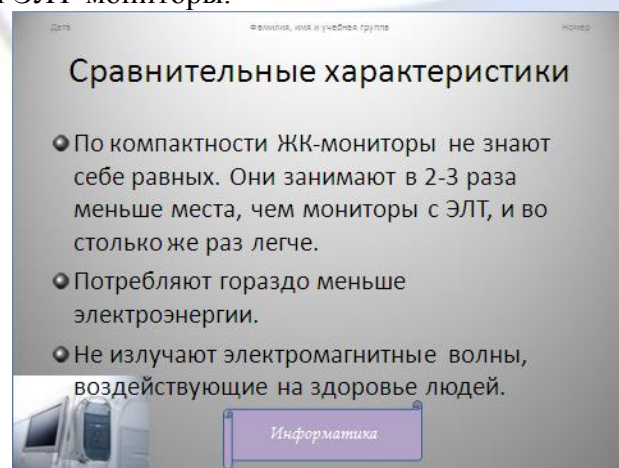 ЭЛТ мониторы.
Дата Фамилия, имя и учебная группа Номер
Сравнительные характеристики
По компактности ЖК-мониторы не знают
себе равных. Они занимают в 2-3 раза
меньше места, чем мониторы с ЭЛТ, и во
столько же раз легче.
Потребляют гораздо меньше
электроэнергии.
Не излучают электромагнитные волны,
воздействующие на здоровье людей.
Информатика